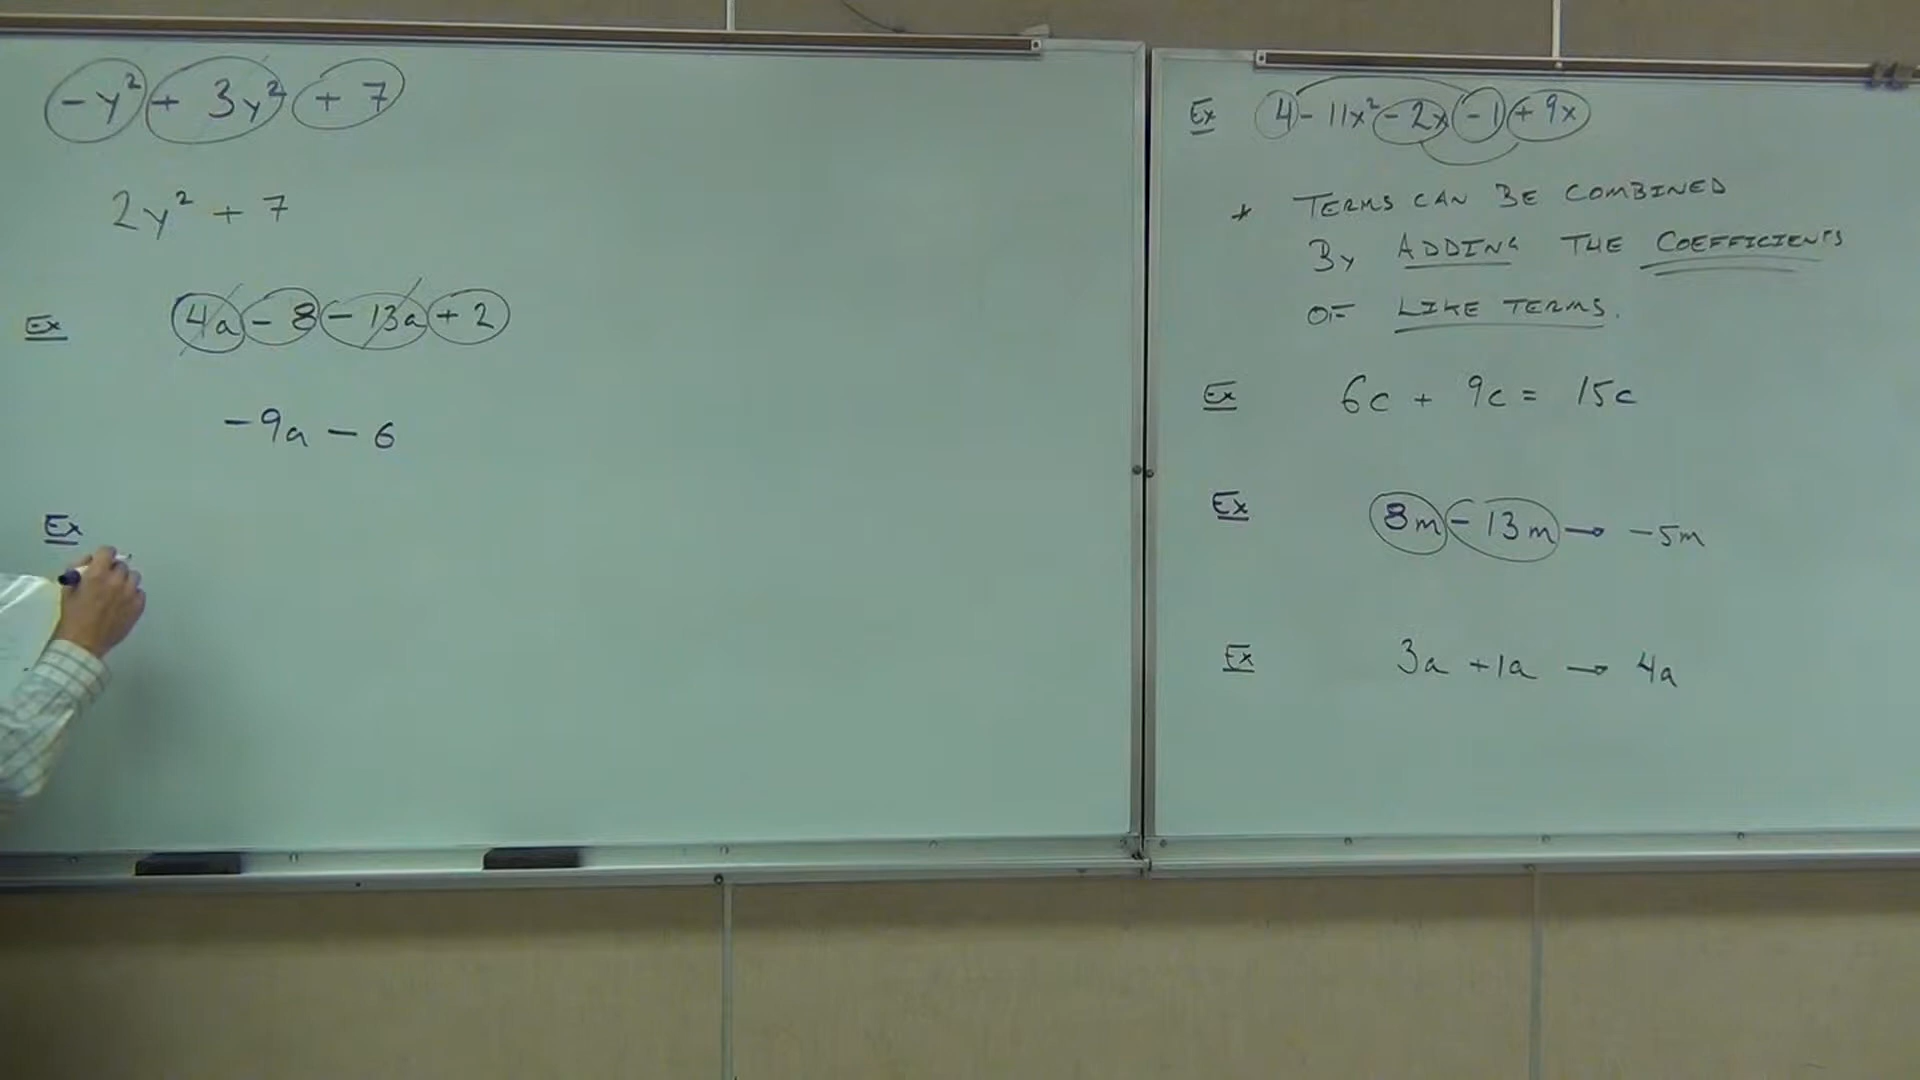 -y² + 3y² + 7
2y² + 7
Ex 4a - 8 - 13a + 2
-9a - 6
Ex
Ex 4 - 11x² - 2x - 1 + 9x
* TERMS CAN BE COMBINED
BY ADDING THE COEFFICIENTS
OF LIKE TERMS.
Ex 6c + 9c = 15c
Ex 8m - 13m → -5m
Ex 3a + 1a → 4a